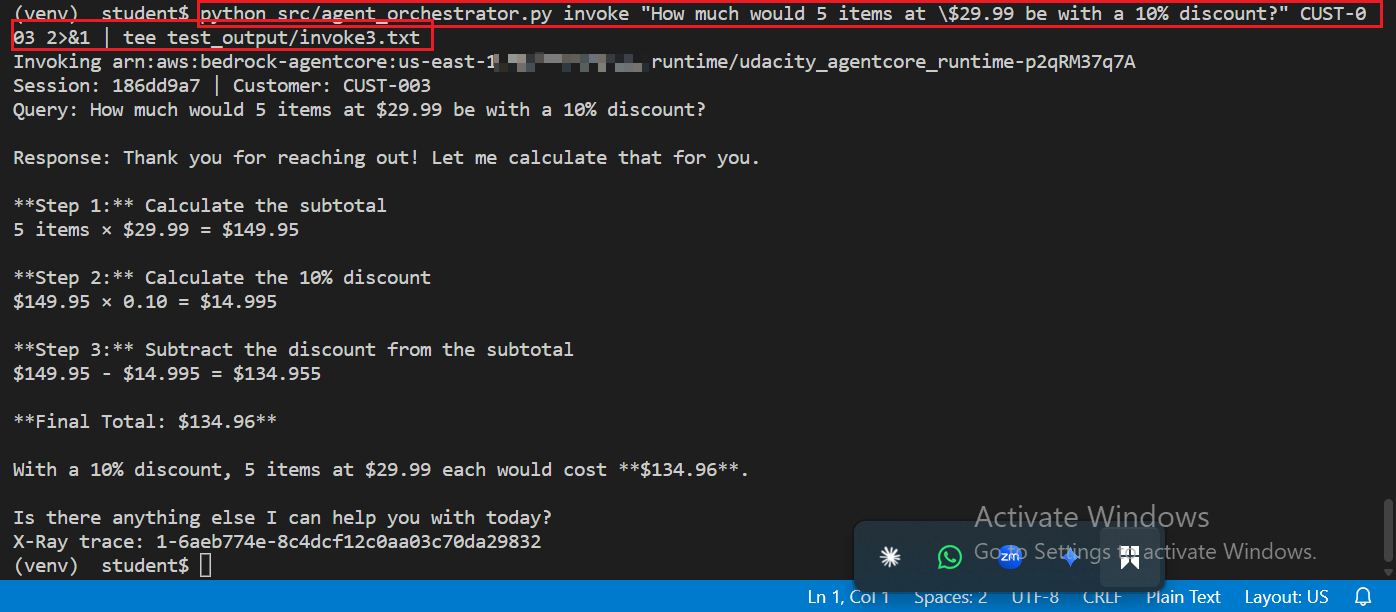 (venv)  student$ python src/agent_orchestrator.py invoke "How much would 5 items at \$29.99 be with a 10% discount?" CUST-0
03 2>&1 | tee test_output/invoke3.txt
Invoking arn:aws:bedrock-agentcore:us-east-1 runtime/udacity_agentcore_runtime-p2qRM37q7A
Session: 186dd9a7 | Customer: CUST-003
Query: How much would 5 items at $29.99 be with a 10% discount?
Response: Thank you for reaching out! Let me calculate that for you.
**Step 1:** Calculate the subtotal
5 items × $29.99 = $149.95
**Step 2:** Calculate the 10% discount
$149.95 × 0.10 = $14.995
**Step 3:** Subtract the discount from the subtotal
$149.95 - $14.995 = $134.955
**Final Total: $134.96**
With a 10% discount, 5 items at $29.99 each would cost **$134.96**.
Is there anything else I can help you with today?
X-Ray trace: 1-6aeb774e-8c4dcf12c0aa03c70da29832
(venv)  student$
Activate Windows
Go to Settings to activate Windows.
zm
Ln 1, Col 1 Spaces: 2 UTF-8 CRLF Plain Text Layout: US